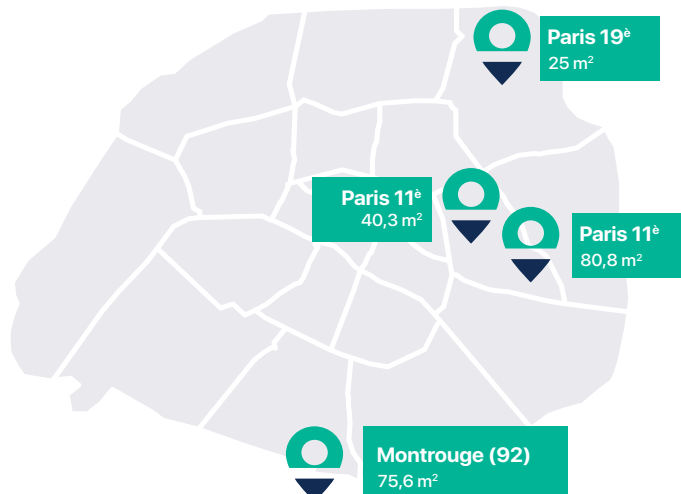 Paris 19è
25 m²
Paris 11è
40,3 m²
Paris 11è
80,8 m²
Montrouge (92)
75,6 m²